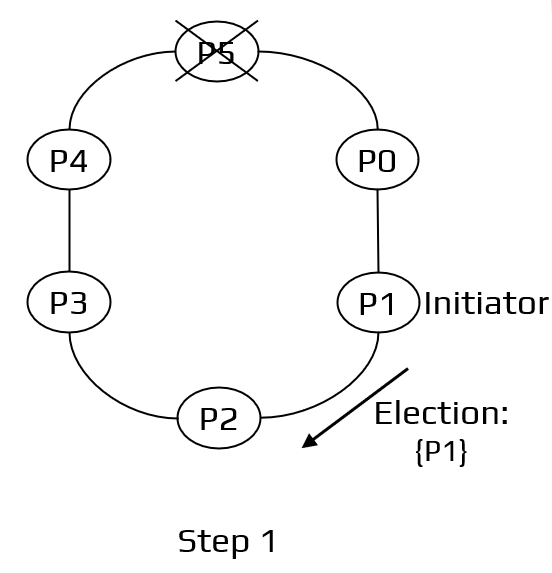 P5
P4
P0
P3
P1 Initiator
P2
Election:
{P1}
Step 1